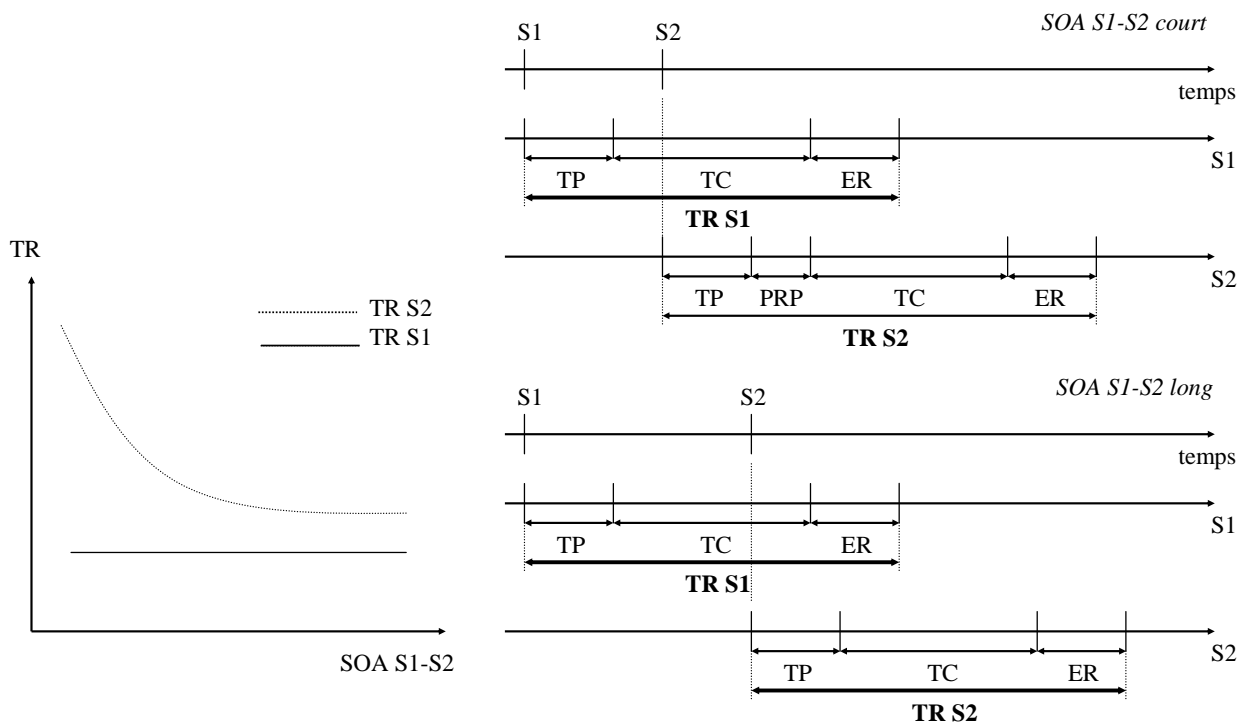 TR
TR S2
TR S1
SOA S1-S2
SOA S1-S2 court
S1 S2
temps
S1
TP TC ER
TR S1
S2
TP PRP TC ER
TR S2
SOA S1-S2 long
S1 S2
temps
S1
TP TC ER
TR S1
S2
TP TC ER
TR S2